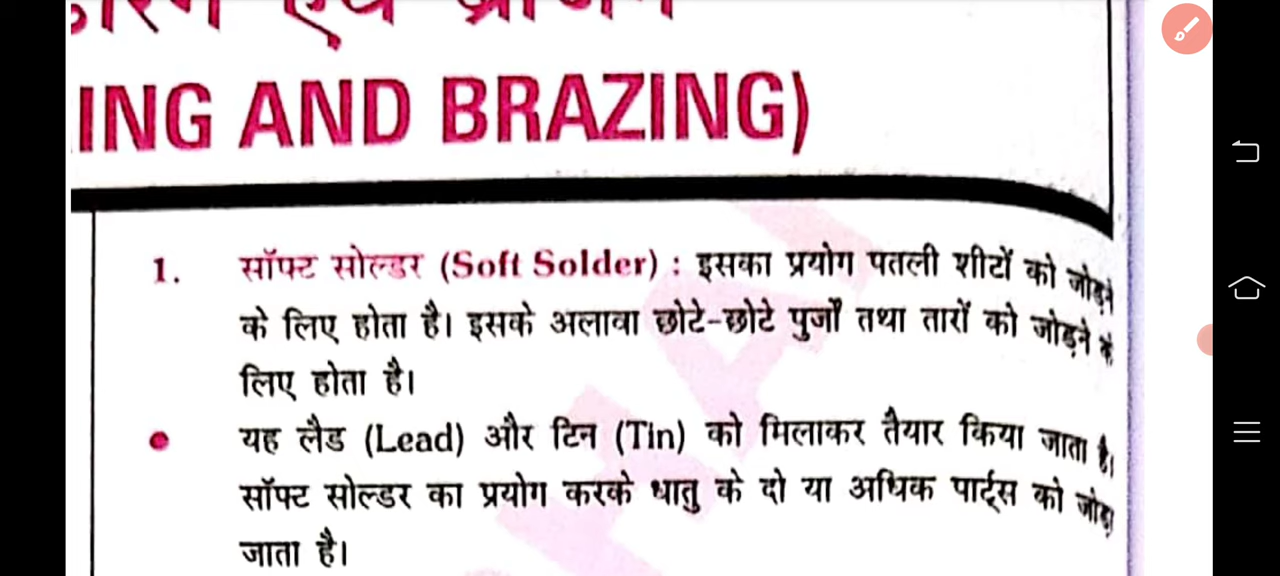 एवं
ING AND BRAZING)
1. सॉफ्ट सोल्डर (Soft Solder) : इसका प्रयोग पतली शीटों को जोड़ने
के लिए होता है। इसके अलावा छोटे-छोटे पुर्जों तथा तारों को जोड़ने के
लिए होता है।
• यह लैड (Lead) और टिन (Tin) को मिलाकर तैयार किया जाता है।
सॉफ्ट सोल्डर का प्रयोग करके धातु के दो या अधिक पार्ट्स को जोड़ा
जाता है।